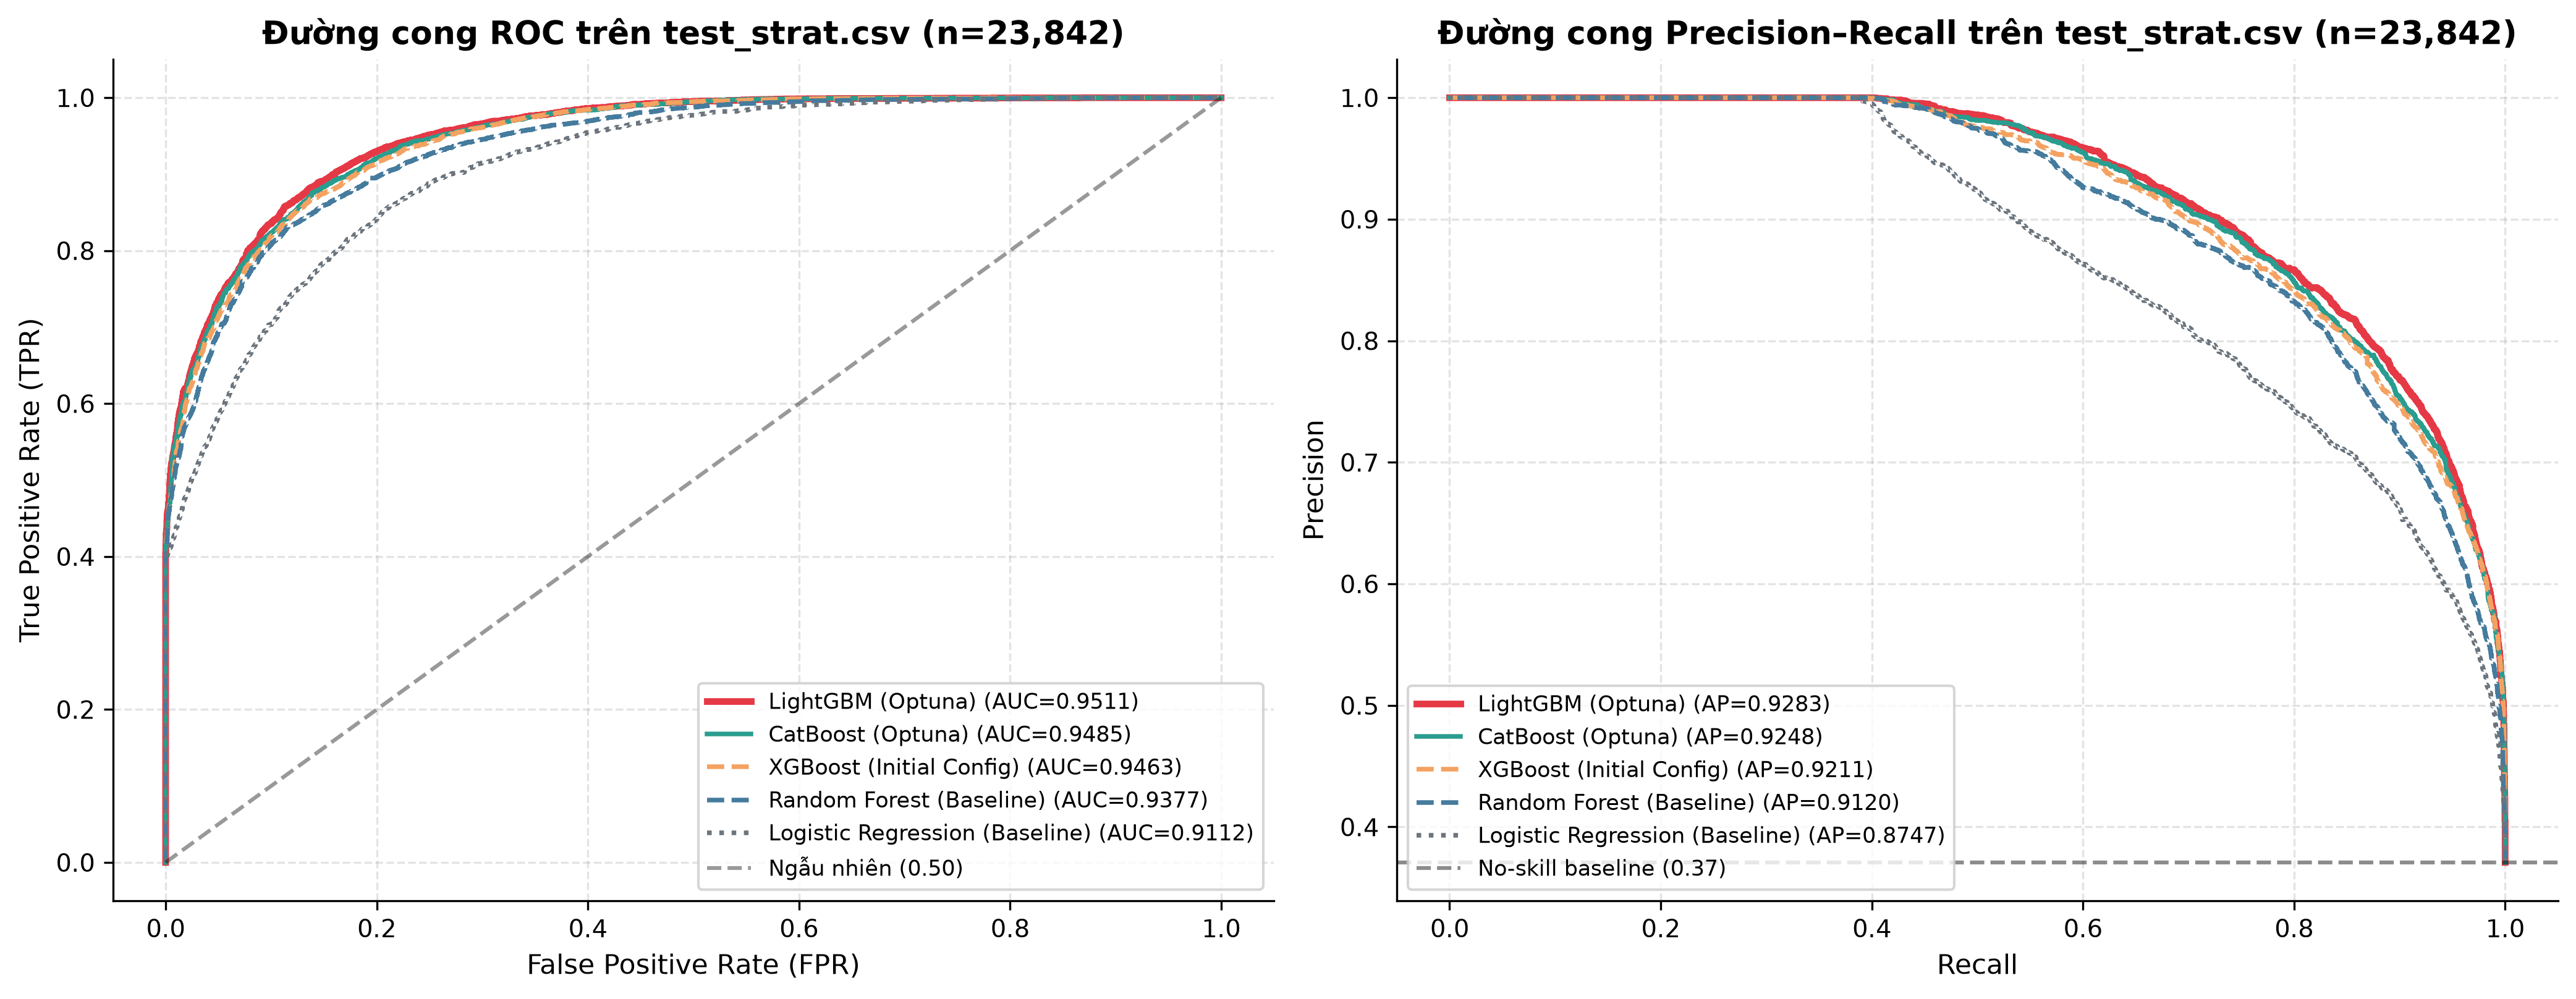 Đường cong ROC trên test_strat.csv (n=23,842)
True Positive Rate (TPR)
1.0
0.8
0.6
0.4
0.2
0.0
LightGBM (Optuna) (AUC=0.9511)
CatBoost (Optuna) (AUC=0.9485)
XGBoost (Initial Config) (AUC=0.9463)
Random Forest (Baseline) (AUC=0.9377)
Logistic Regression (Baseline) (AUC=0.9112)
Ngẫu nhiên (0.50)
0.0 0.2 0.4 0.6 0.8 1.0
False Positive Rate (FPR)
Đường cong Precision–Recall trên test_strat.csv (n=23,842)
Precision
1.0
0.9
0.8
0.7
0.6
0.5
0.4
LightGBM (Optuna) (AP=0.9283)
CatBoost (Optuna) (AP=0.9248)
XGBoost (Initial Config) (AP=0.9211)
Random Forest (Baseline) (AP=0.9120)
Logistic Regression (Baseline) (AP=0.8747)
No-skill baseline (0.37)
0.0 0.2 0.4 0.6 0.8 1.0
Recall